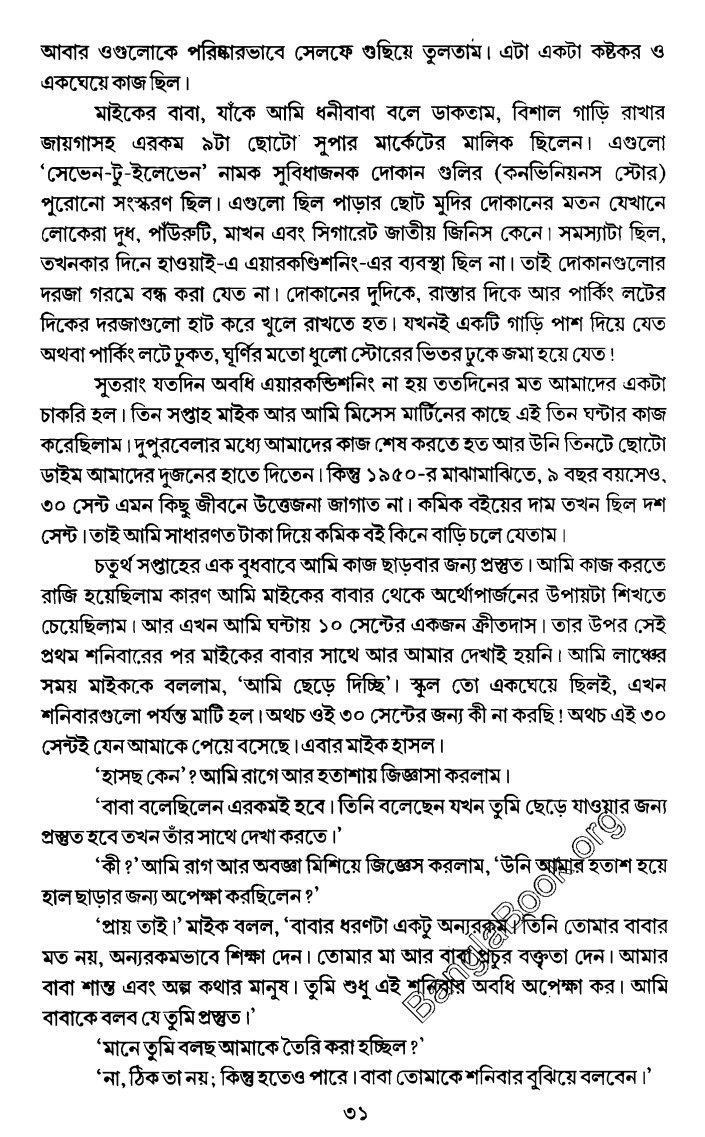 আবার ওগুলোকে পরিষ্কারভাবে সেলফে গুছিয়ে তুলতাম। এটা একটা কষ্টকর ও
একঘেয়ে কাজ ছিল।
মাইকের বাবা, যাঁকে আমি ধনীবাবা বলে ডাকতাম, বিশাল গাড়ি রাখার
জায়গাসহ এরকম ৯টা ছোটো সুপার মার্কেটের মালিক ছিলেন। এগুলো
‘সেভেন-টু-ইলেভেন’ নামক সুবিধাজনক দোকান গুলির (কনভিনিয়নস স্টোর)
পুরোনো সংস্করণ ছিল। এগুলো ছিল পাড়ার ছোট মুদির দোকানের মতন যেখানে
লোকেরা দুধ, পাঁউরুটি, মাখন এবং সিগারেট জাতীয় জিনিস কেনে। সমস্যাটা ছিল,
তখনকার দিনে হাওয়াই-এ এয়ারকণ্ডিশনিং-এর ব্যবস্থা ছিল না। তাই দোকানগুলোর
দরজা গরমে বন্ধ করা যেত না। দোকানের দুদিকে, রাস্তার দিকে আর পার্কিং লটের
দিকের দরজাগুলো হাট করে খুলে রাখতে হত। যখনই একটি গাড়ি পাশ দিয়ে যেত
অথবা পার্কিং লটে ঢুকত, ঘূর্ণির মতো ধুলো স্টোরের ভিতর ঢুকে জমা হয়ে যেত!
সুতরাং যতদিন অবধি এয়ারকন্ডিশনিং না হয় ততদিনের মত আমাদের একটা
চাকরি হল। তিন সপ্তাহ মাইক আর আমি মিসেস মার্টিনের কাছে এই তিন ঘন্টার কাজ
করেছিলাম। দুপুরবেলার মধ্যে আমাদের কাজ শেষ করতে হত আর উনি তিনটে ছোটো
ডাইম আমাদের দুজনের হাতে দিতেন। কিন্তু ১৯৫০-র মাঝামাঝিতে, ৯ বছর বয়সেও,
৩০ সেন্ট এমন কিছু জীবনে উত্তেজনা জাগাত না। কমিক বইয়ের দাম তখন ছিল দশ
সেন্ট। তাই আমি সাধারণত টাকা দিয়ে কমিক বই কিনে বাড়ি চলে যেতাম।
চতুর্থ সপ্তাহের এক বুধবাবে আমি কাজ ছাড়বার জন্য প্রস্তুত। আমি কাজ করতে
রাজি হয়েছিলাম কারণ আমি মাইকের বাবার থেকে অর্থোপার্জনের উপায়টা শিখতে
চেয়েছিলাম। আর এখন আমি ঘন্টায় ১০ সেন্টের একজন ক্রীতদাস। তার উপর সেই
প্রথম শনিবারের পর মাইকের বাবার সাথে আর আমার দেখাই হয়নি। আমি লাঞ্চের
সময় মাইককে বললাম, ‘আমি ছেড়ে দিচ্ছি’। স্কুল তো একঘেয়ে ছিলই, এখন
শনিবারগুলো পর্যন্ত মাটি হল। অথচ ওই ৩০ সেন্টের জন্য কী না করছি! অথচ এই ৩০
সেন্টই যেন আমাকে পেয়ে বসেছে। এবার মাইক হাসল।
‘হাসছ কেন’? আমি রাগে আর হতাশায় জিজ্ঞাসা করলাম।
‘বাবা বলেছিলেন এরকমই হবে। তিনি বলেছেন যখন তুমি ছেড়ে যাওয়ার জন্য
প্রস্তুত হবে তখন তাঁর সাথে দেখা করতে।’
‘কী?’ আমি রাগ আর অবজ্ঞা মিশিয়ে জিজ্ঞেস করলাম, ‘উনি আমার হতাশ হয়ে
হাল ছাড়ার জন্য অপেক্ষা করছিলেন?’
‘প্রায় তাই।’ মাইক বলল, ‘বাবার ধরণটা একটু অন্যরকম। তিনি তোমার বাবার
মত নয়, অন্যরকমভাবে শিক্ষা দেন। তোমার মা আর বাবা প্রচুর বক্তৃতা দেন। আমার
বাবা শান্ত এবং অল্প কথার মানুষ। তুমি শুধু এই শনিবার অবধি অপেক্ষা কর। আমি
বাবাকে বলব যে তুমি প্রস্তুত।’
‘মানে তুমি বলছ আমাকে তৈরি করা হচ্ছিল?’
‘না, ঠিক তা নয়; কিন্তু হতেও পারে। বাবা তোমাকে শনিবার বুঝিয়ে বলবেন।’
৩১
BanglaBook.org